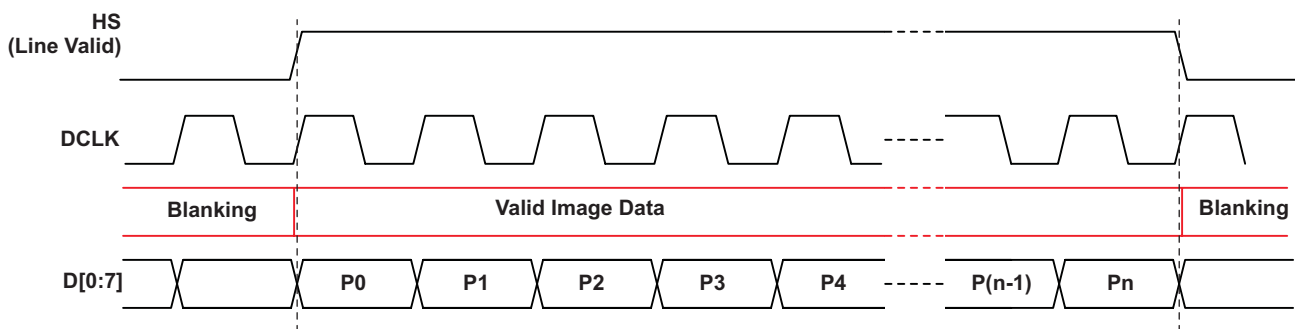 HS
(Line Valid)
DCLK
Blanking
Valid Image Data
Blanking
D[0:7]
P0
P1
P2
P3
P4
P(n-1)
Pn